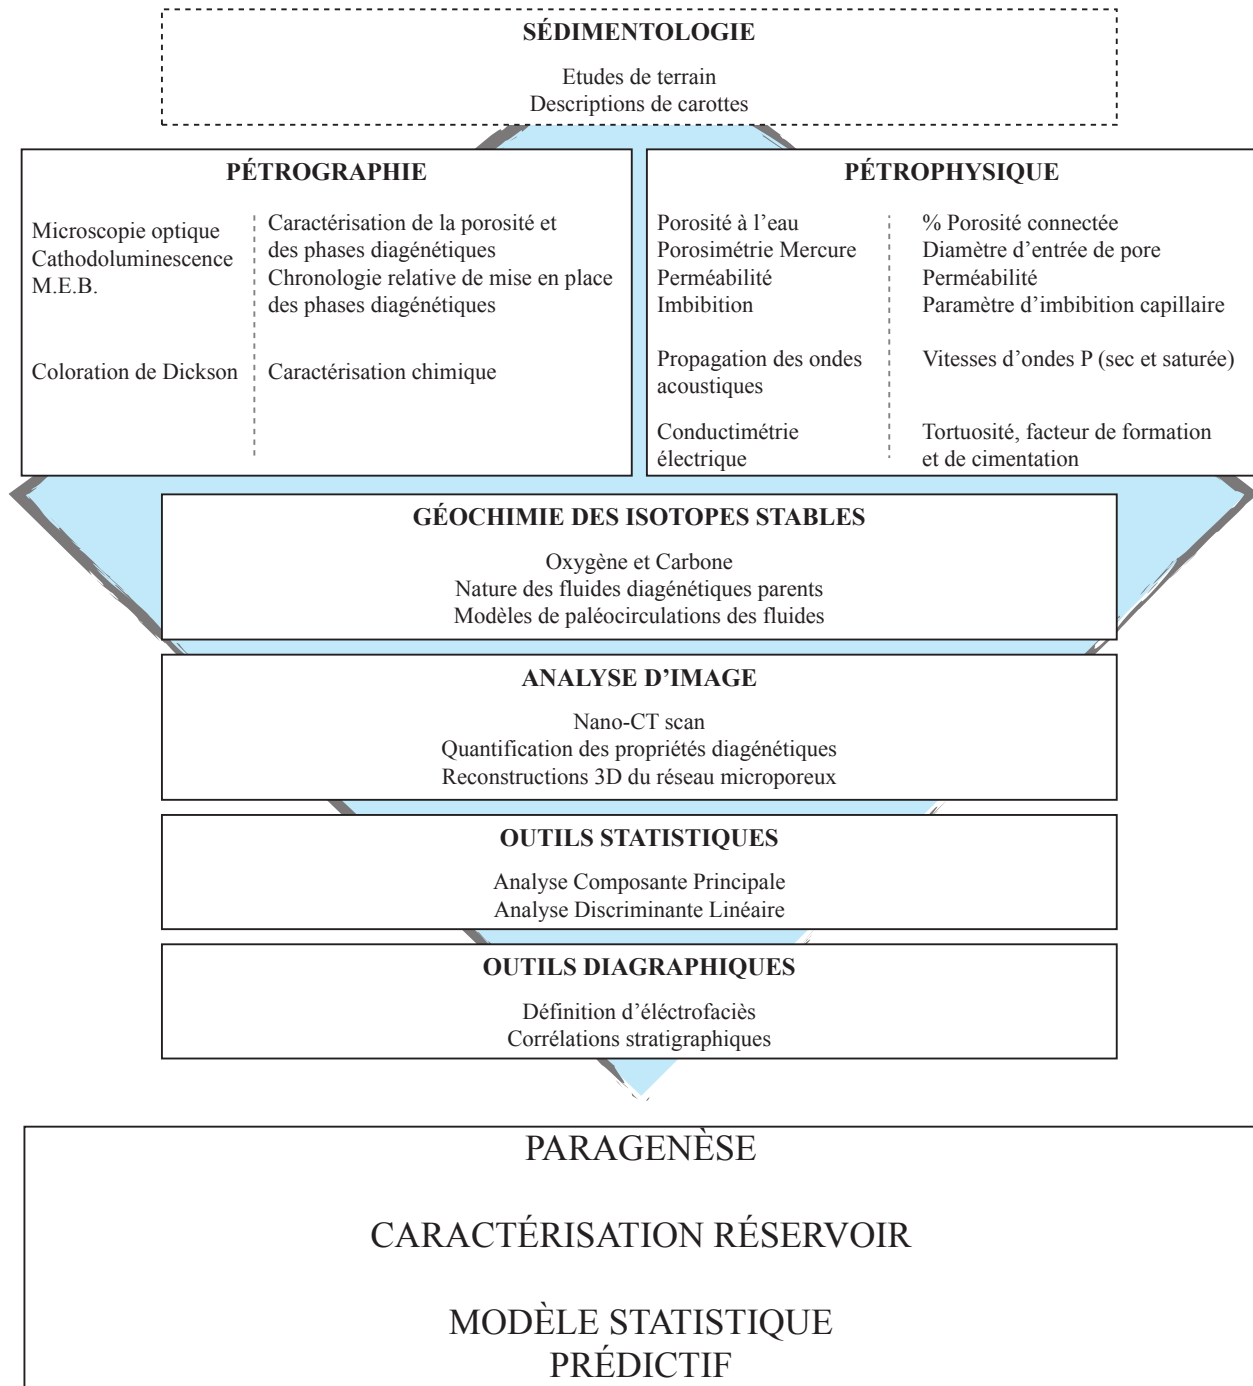 SÉDIMENTOLOGIE
Etudes de terrain
Descriptions de carottes
PÉTROGRAPHIE
Microscopie optique
Cathodoluminescence
M.E.B.
Coloration de Dickson
Caractérisation de la porosité et
des phases diagénétiques
Chronologie relative de mise en place
des phases diagénétiques
Caractérisation chimique
PÉTROPHYSIQUE
Porosité à l’eau
Porosimétrie Mercure
Perméabilité
Imbibition
Propagation des ondes
acoustiques
Conductimétrie
électrique
% Porosité connectée
Diamètre d’entrée de pore
Perméabilité
Paramètre d’imbibition capillaire
Vitesses d’ondes P (sec et saturée)
Tortuosité, facteur de formation
et de cimentation
GÉOCHIMIE DES ISOTOPES STABLES
Oxygène et Carbone
Nature des fluides diagénétiques parents
Modèles de paléocirculations des fluides
ANALYSE D’IMAGE
Nano-CT scan
Quantification des propriétés diagénétiques
Reconstructions 3D du réseau microporeux
OUTILS STATISTIQUES
Analyse Composante Principale
Analyse Discriminante Linéaire
OUTILS DIAGRAPHIQUES
Définition d’éléctrofaciès
Corrélations stratigraphiques
PARAGENÈSE
CARACTÉRISATION RÉSERVOIR
MODÈLE STATISTIQUE
PRÉDICTIF